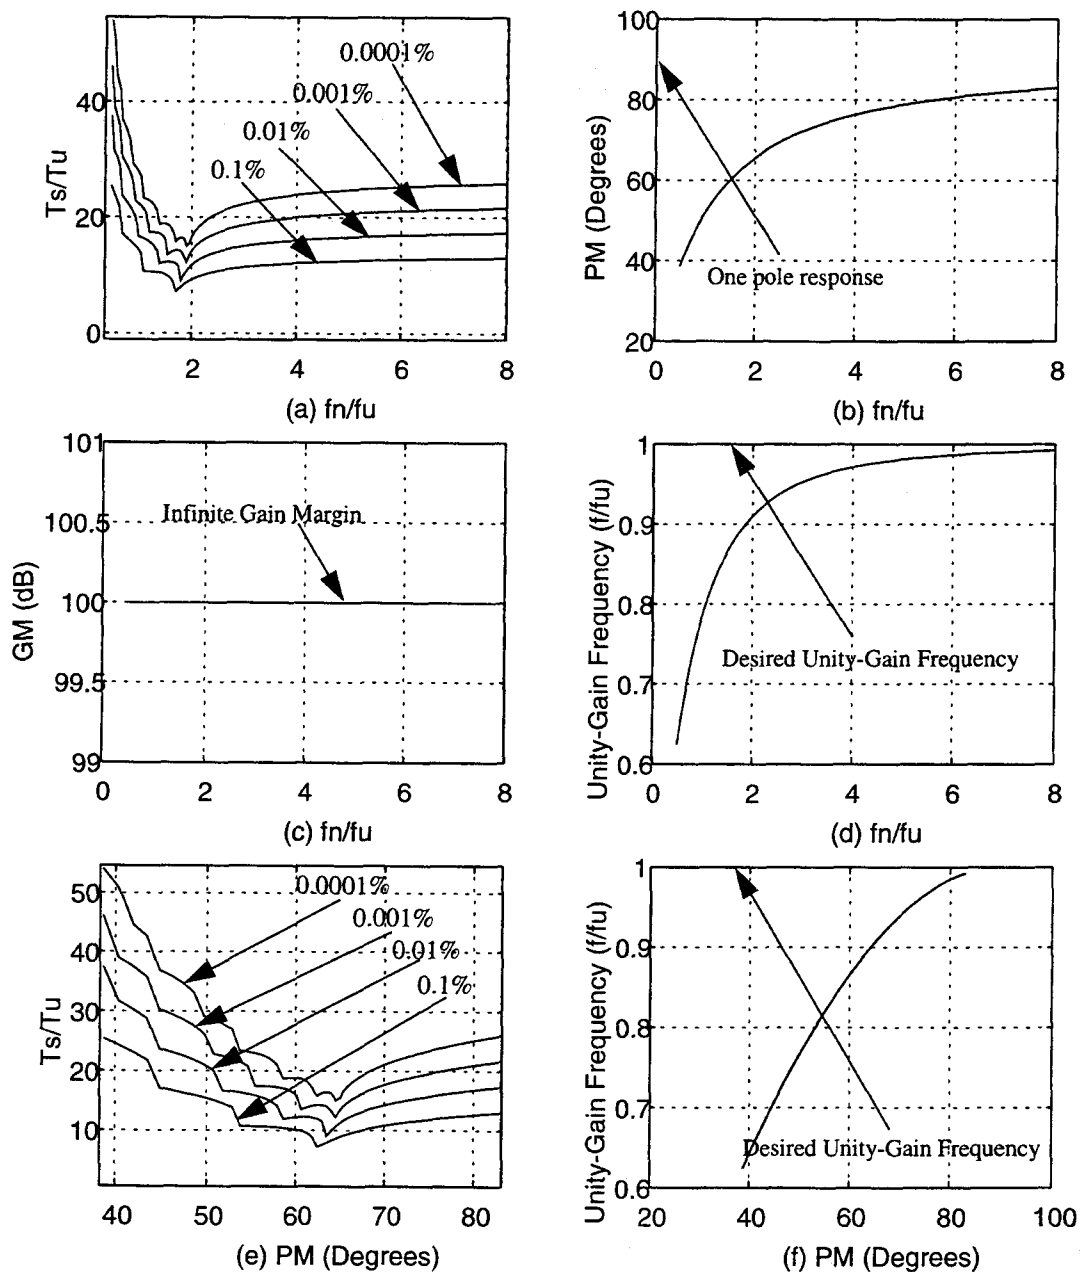 Ts/Tu
40
20
0
0.0001%
0.001%
0.01%
0.1%
2 4 6 8
(a) fn/fu
PM (Degrees)
100
80
60
40
20
One pole response
0 2 4 6 8
(b) fn/fu
GM (dB)
101
100.5
100
99.5
99
Infinite Gain Margin
0 2 4 6 8
(c) fn/fu
Unity-Gain Frequency (f/fu)
1
0.9
0.8
0.7
0.6
Desired Unity-Gain Frequency
0 2 4 6 8
(d) fn/fu
Ts/Tu
50
40
30
20
10
0.0001%
0.001%
0.01%
0.1%
40 50 60 70 80
(e) PM (Degrees)
Unity-Gain Frequency (f/fu)
1
0.9
0.8
0.7
0.6
Desired Unity-Gain Frequency
20 40 60 80 100
(f) PM (Degrees)